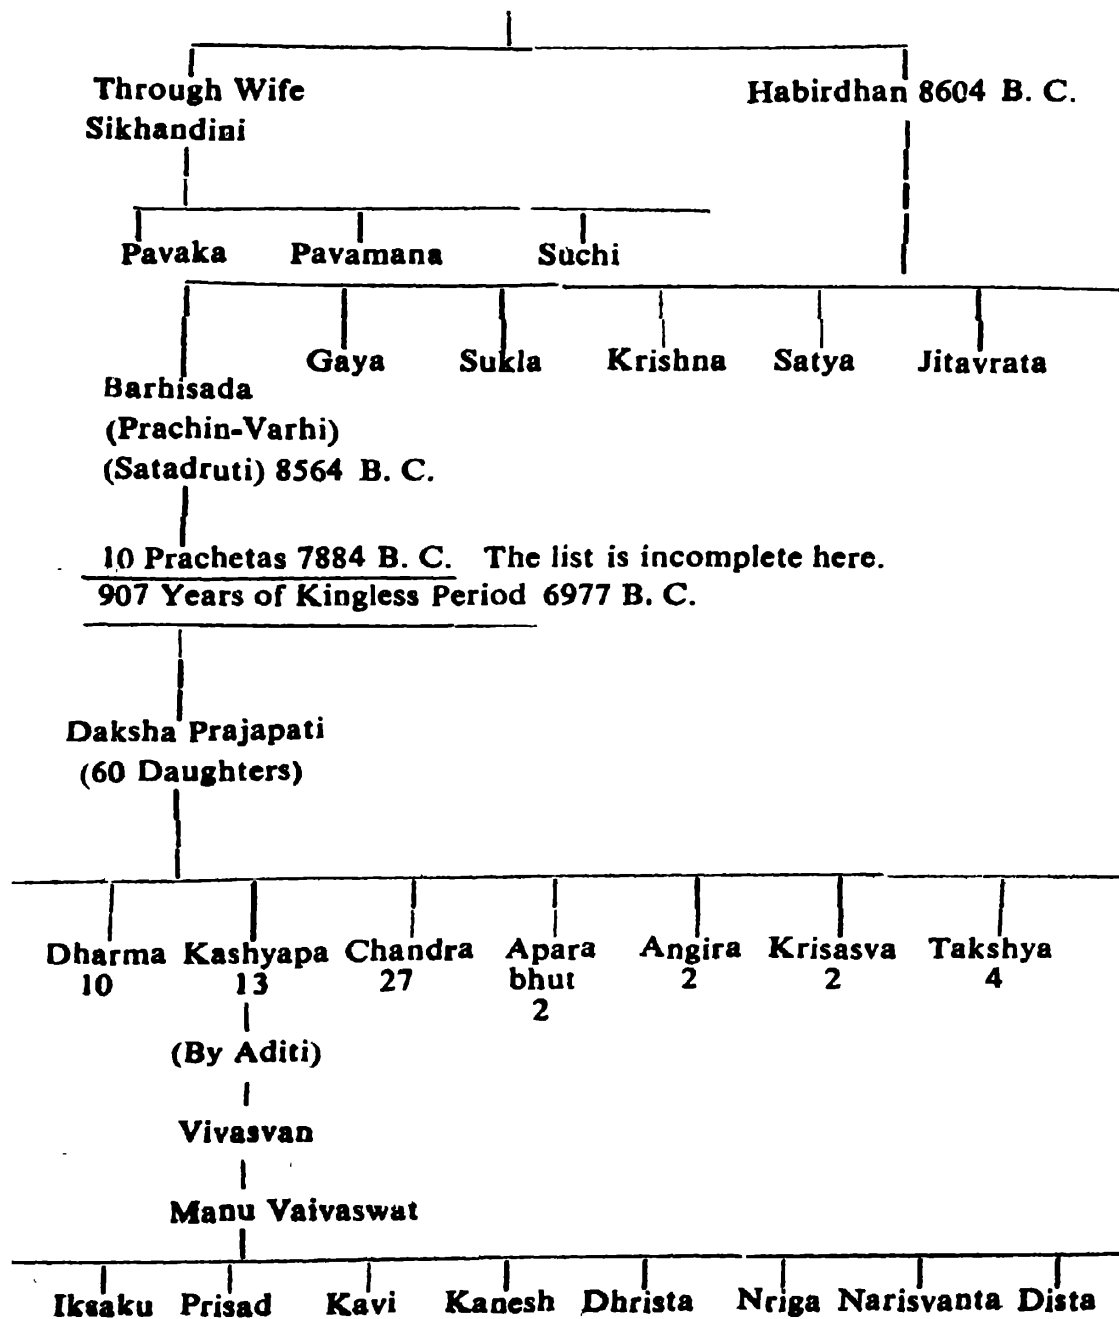 Through Wife
Sikhandini
Habirdhan 8604 B. C.
Pavaka Pavamana Suchi
Gaya Sukla Krishna Satya Jitavrata
Barhisada
(Prachin-Varhi)
(Satadruti) 8564 B. C.
10 Prachetas 7884 B. C. The list is incomplete here.
907 Years of Kingless Period 6977 B. C.
Daksha Prajapati
(60 Daughters)
Dharma Kashyapa Chandra Apara Angira Krisasva Takshya
10 13 27 bhut 2 2 4
2
(By Aditi)
Vivasvan
Manu Vaivaswat
Iksaku Prisad Kavi Kanesh Dhrista Nriga Narisvanta Dista